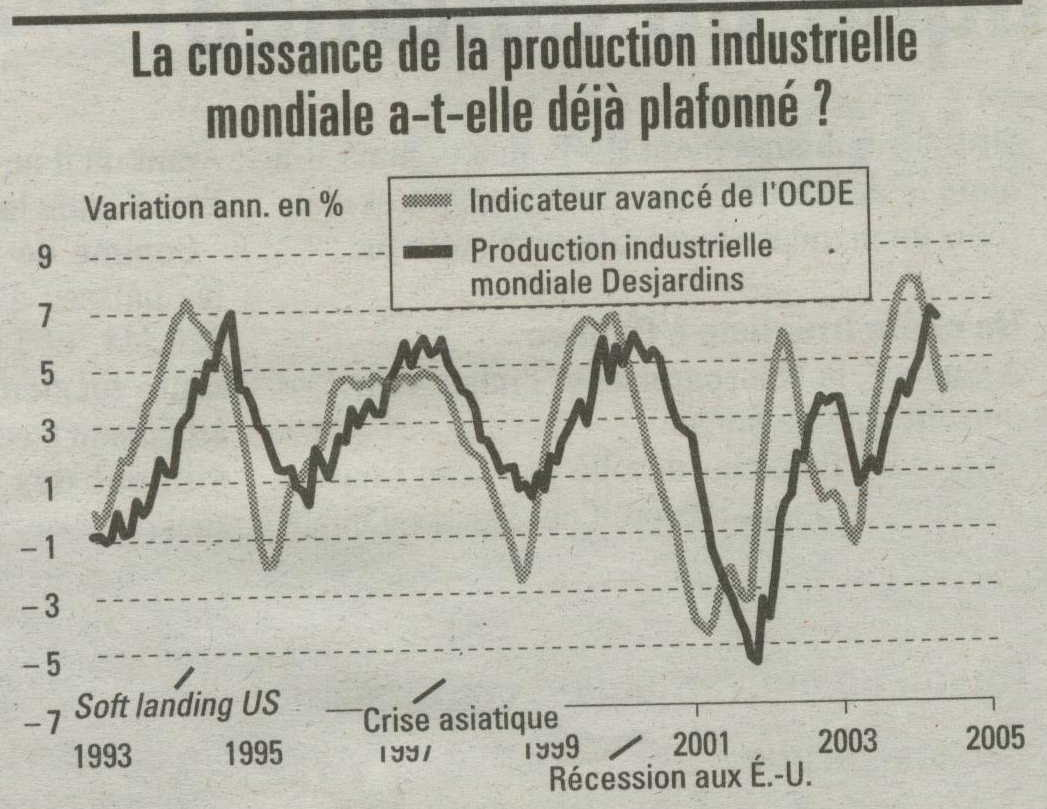 La croissance de la production industrielle
mondiale a-t-elle déjà plafonné ?
Variation ann. en %
Indicateur avancé de l'OCDE
Production industrielle
mondiale Desjardins
9
7
5
3
1
– 1
– 3
– 5
– 7
Soft landing US
Crise asiatique
1993 1995 1997 1999 2001 2003 2005
Récession aux É.-U.